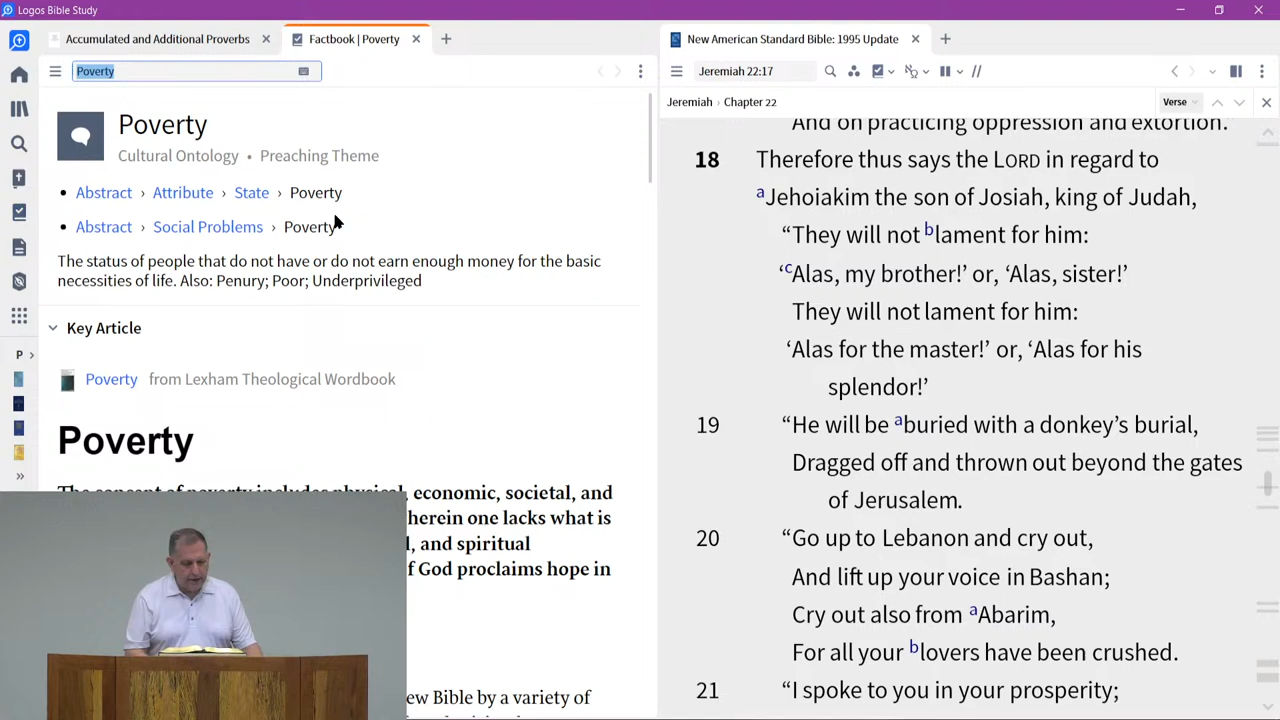 Logos Bible Study
Accumulated and Additional Proverbs
Factbook | Poverty
Poverty
Poverty
Cultural Ontology • Preaching Theme
• Abstract › Attribute › State › Poverty
• Abstract › Social Problems › Poverty
The status of people that do not have or do not earn enough money for the basic
necessities of life. Also: Penury; Poor; Underprivileged
Key Article
Poverty from Lexham Theological Wordbook
Poverty
The concept of poverty includes physical, economic, societal, and
herein one lacks what is
l, and spiritual
f God proclaims hope in
ew Bible by a variety of
P
New American Standard Bible: 1995 Update
Jeremiah 22:17
Jeremiah › Chapter 22
Verse
And on practicing oppression and extortion."
18 Therefore thus says the LORD in regard to
aJehoiakim the son of Josiah, king of Judah,
“They will not blament for him:
‘cAlas, my brother!’ or, ‘Alas, sister!’
They will not lament for him:
‘Alas for the master!’ or, ‘Alas for his
splendor!’
19 “He will be aburied with a donkey’s burial,
Dragged off and thrown out beyond the gates
of Jerusalem.
20 “Go up to Lebanon and cry out,
And lift up your voice in Bashan;
Cry out also from aAbarim,
For all your blovers have been crushed.
21 “I spoke to you in your prosperity;